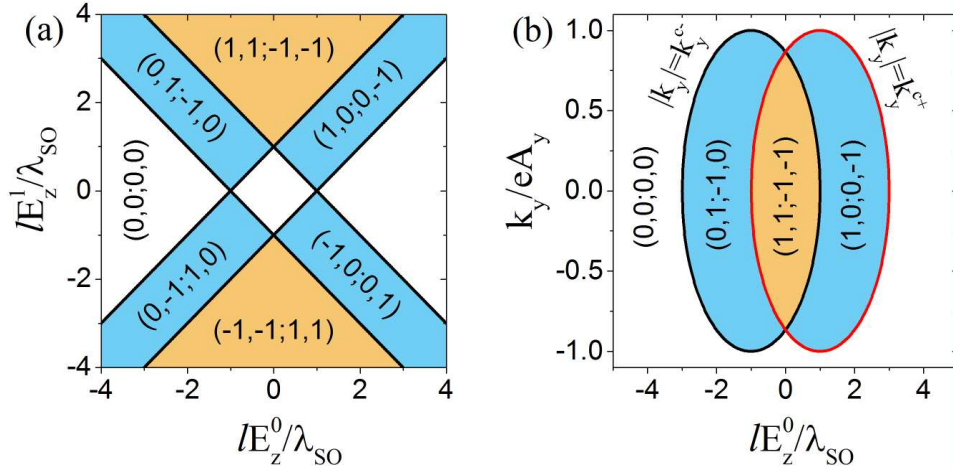 (a)
(1,1;-1,-1)
(0,1;-1,0)
(1,0;0,-1)
(0,0;0,0)
(0,-1;1,0)
(-1,0;0,1)
(-1,-1;1,1)
4
2
0
-2
-4
-4 -2 0 2 4
lE_z^1/λ_SO
lE_z^0/λ_SO
(b)
|k_y|=k_y^c-
|k_y|=k_y^c+
(0,0;0,0)
(0,1;-1,0)
(1,1;-1,-1)
(1,0;0,-1)
1.0
0.5
0.0
-0.5
-1.0
-4 -2 0 2 4
k_y/eA_y
lE_z^0/λ_SO